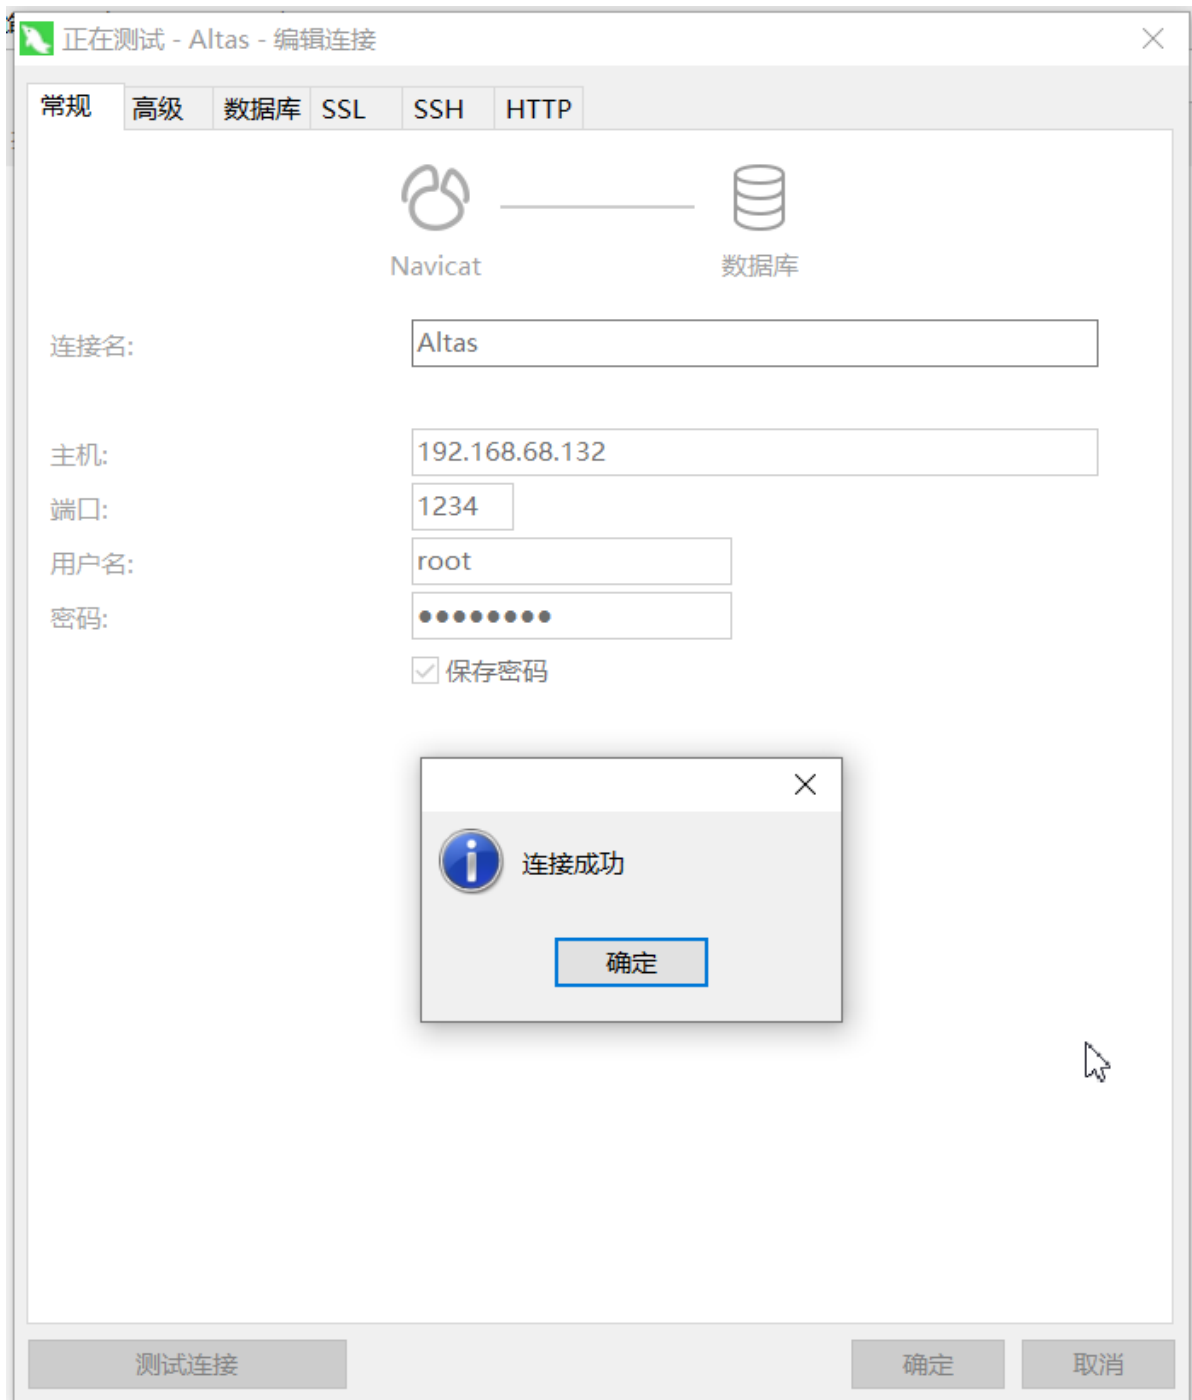 正在测试 - Altas - 编辑连接
常规 高级 数据库 SSL SSH HTTP
Navicat 数据库
连接名: Altas
主机: 192.168.68.132
端口: 1234
用户名: root
密码: ●●●●●●●●
保存密码
连接成功
确定
测试连接 确定 取消